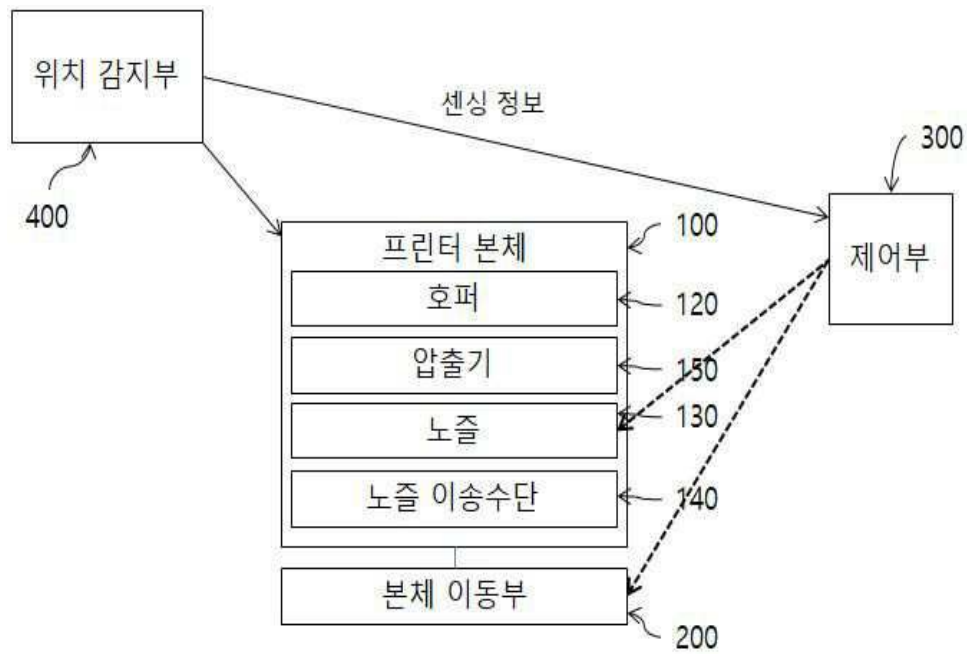 위치 감지부
센싱 정보
300
400
제어부
프린터 본체
100
호퍼
120
압출기
150
130
노즐
노즐 이송수단
140
본체 이동부
200